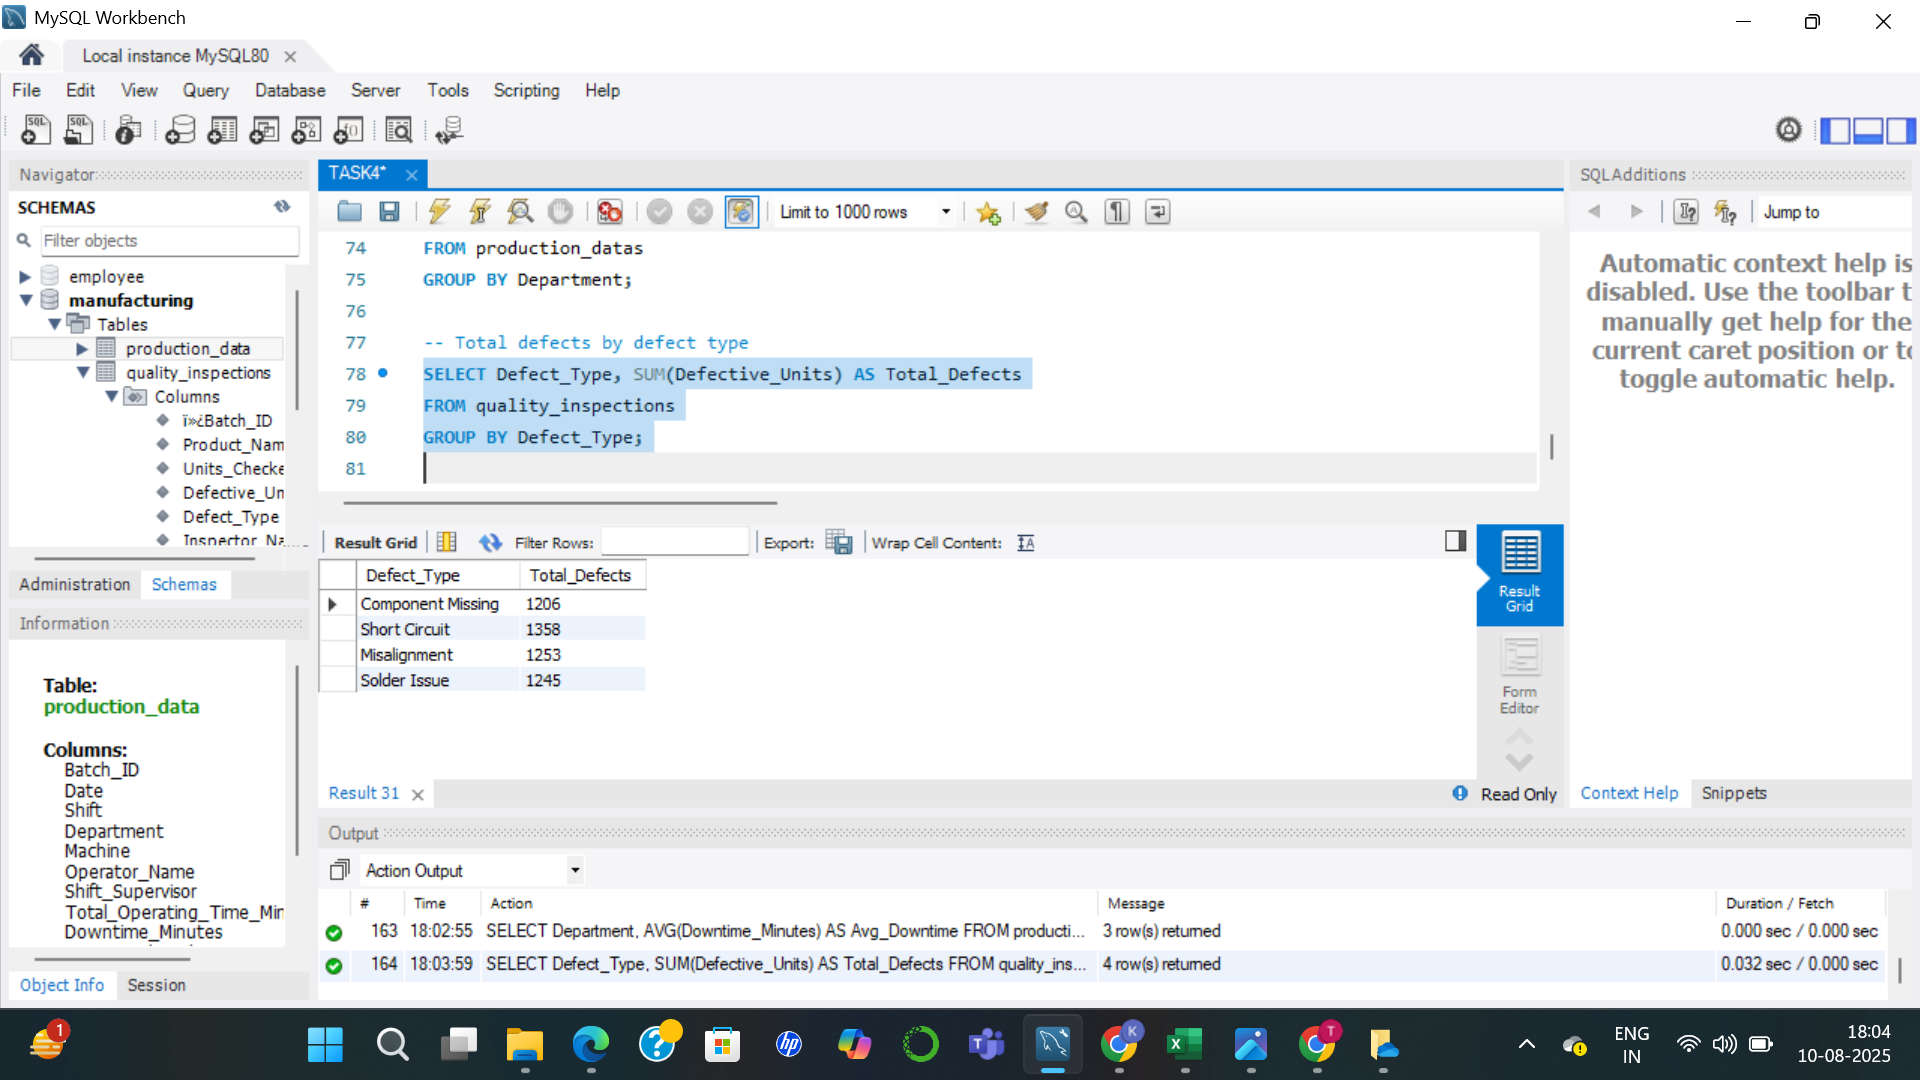 MySQL Workbench
Local instance MySQL80
File Edit View Query Database Server Tools Scripting Help
Navigator
SCHEMAS
Filter objects
employee
manufacturing
Tables
production_data
quality_inspections
Columns
ï»¿Batch_ID
Product_Nam
Units_Checke
Defective_Un
Defect_Type
Inspector_Na...
Administration Schemas
Information
Table:
production_data
Columns:
Batch_ID
Date
Shift
Department
Machine
Operator_Name
Shift_Supervisor
Total_Operating_Time_Min
Downtime_Minutes
Object Info Session
TASK4*
Limit to 1000 rows
74 FROM production_datas
75 GROUP BY Department;
76
77 -- Total defects by defect type
78 SELECT Defect_Type, SUM(Defective_Units) AS Total_Defects
79 FROM quality_inspections
80 GROUP BY Defect_Type;
81
Result Grid Filter Rows: Export: Wrap Cell Content:
Defect_Type Total_Defects
Component Missing 1206
Short Circuit 1358
Misalignment 1253
Solder Issue 1245
Result
Grid
Form
Editor
Result 31
Read Only
SQLAdditions
Jump to
Automatic context help is
disabled. Use the toolbar t
manually get help for the
current caret position or to
toggle automatic help.
Context Help Snippets
Output
Action Output
# Time Action Message Duration / Fetch
163 18:02:55 SELECT Department, AVG(Downtime_Minutes) AS Avg_Downtime FROM producti... 3 row(s) returned 0.000 sec / 0.000 sec
164 18:03:59 SELECT Defect_Type, SUM(Defective_Units) AS Total_Defects FROM quality_ins... 4 row(s) returned 0.032 sec / 0.000 sec
1
hp
K
T
ENG
IN
18:04
10-08-2025